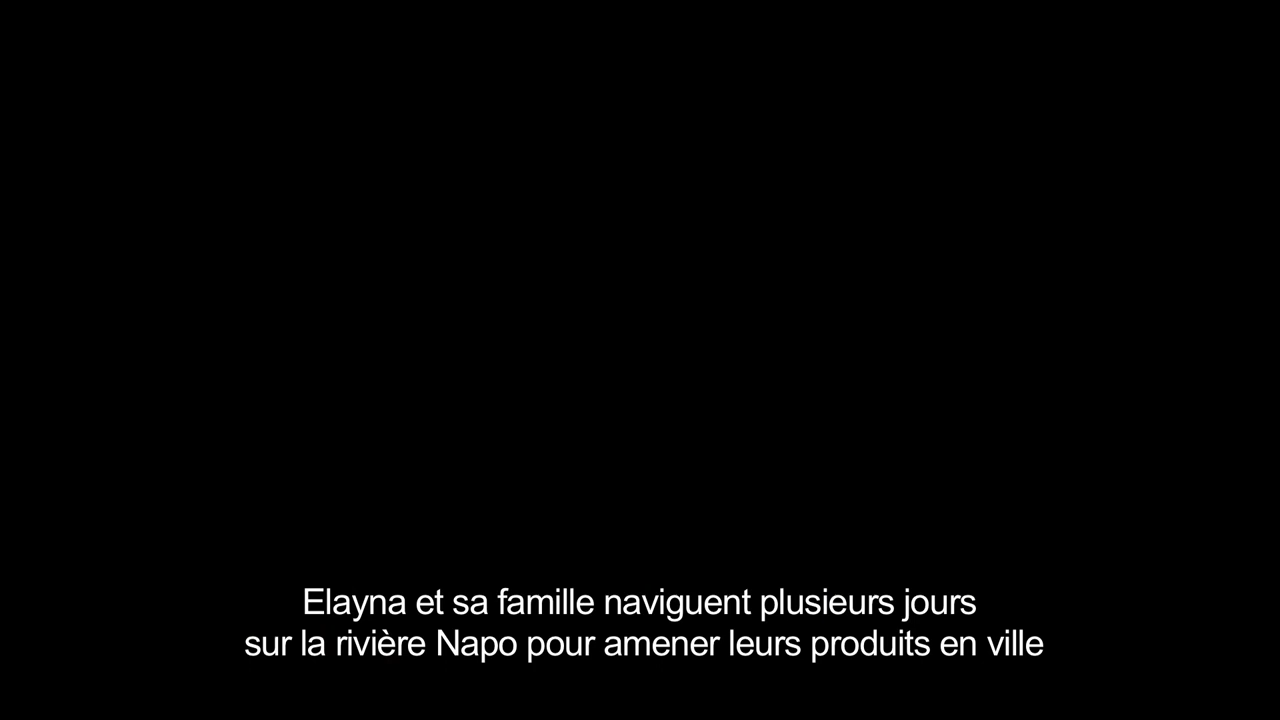 Elayna et sa famille naviguent plusieurs jours
sur la rivière Napo pour amener leurs produits en ville